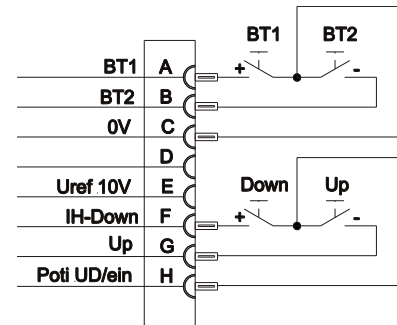 BT1 BT2
BT1 A + -
BT2 B
0V C
D
Uref 10V E Down Up
IH-Down F + -
Up G
Poti UD/ein H